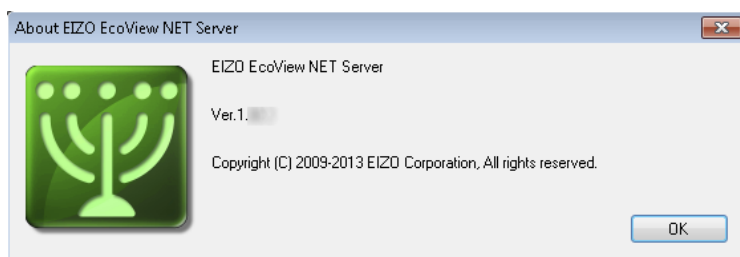 About EIZO EcoView NET Server
EIZO EcoView NET Server
Ver.1.
Copyright (C) 2009-2013 EIZO Corporation, All rights reserved.
OK